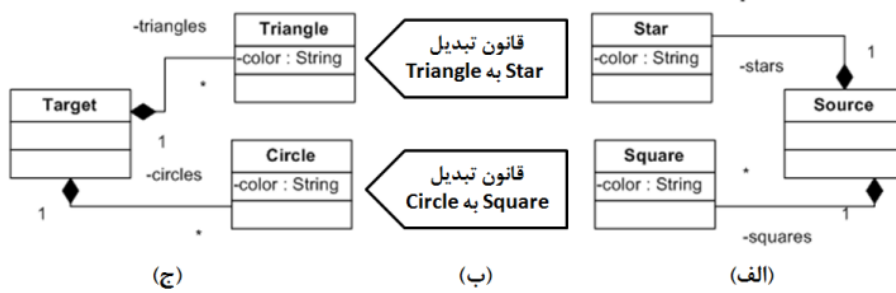 -triangles
Triangle
-color : String
*
1
Target
-circles
Circle
-color : String
1
*
(ج)
قانون تبدیل
Star به Triangle
قانون تبدیل
Square به Circle
(ب)
*
Star
-color : String
-stars
1
Source
Square
-color : String
*
1
-squares
(الف)